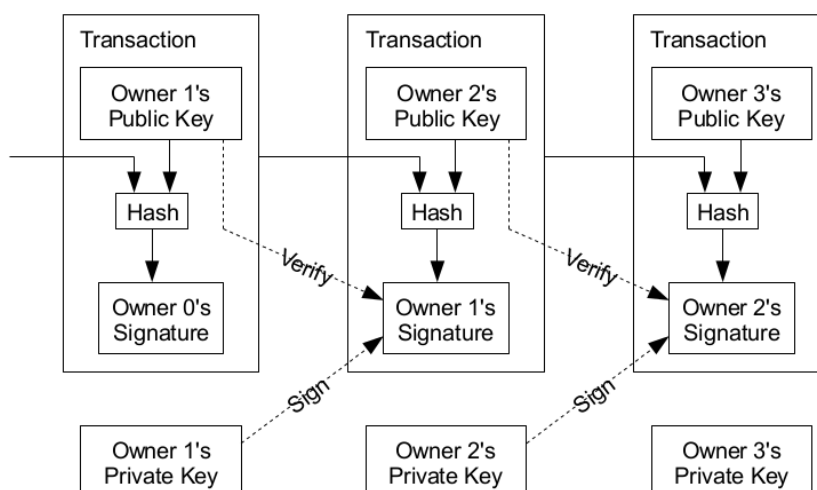 Transaction
Transaction
Transaction
Owner 1's
Public Key
Owner 2's
Public Key
Owner 3's
Public Key
Hash
Hash
Hash
Verify
Verify
Owner 0's
Signature
Owner 1's
Signature
Owner 2's
Signature
Sign
Sign
Owner 1's
Private Key
Owner 2's
Private Key
Owner 3's
Private Key